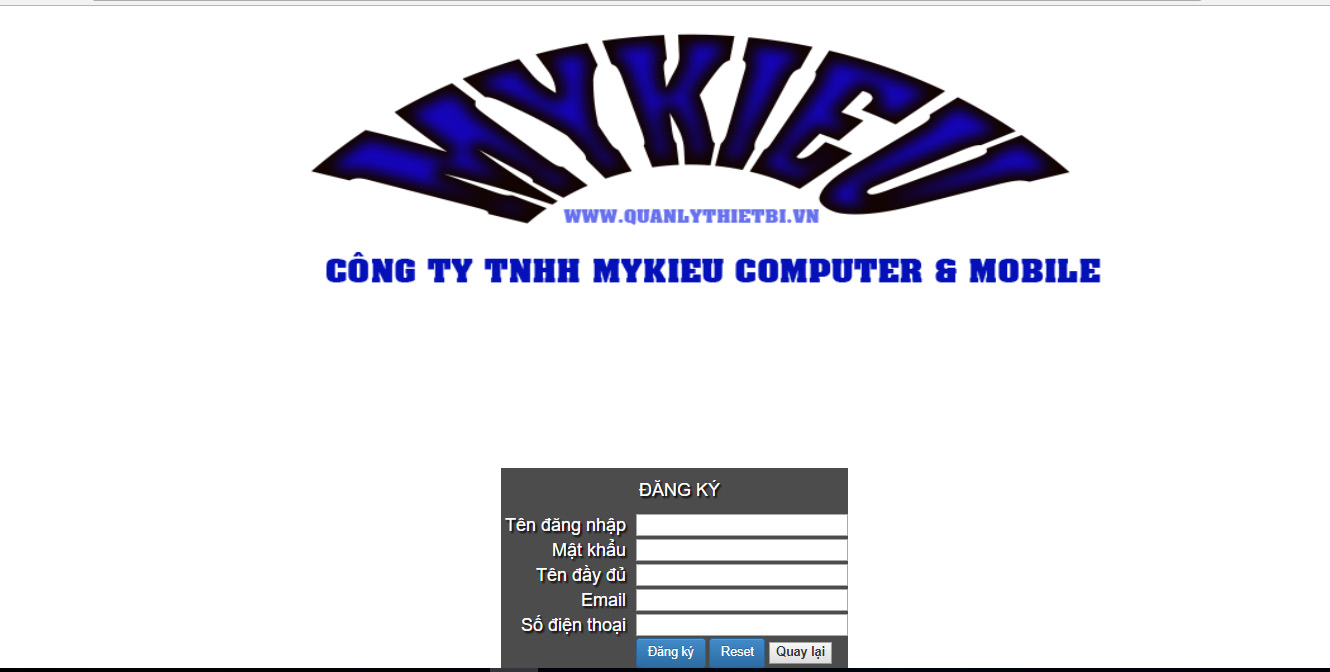 MYKIEU
WWW.QUANLYTHIETBI.VN
CÔNG TY TNHH MYKIEU COMPUTER & MOBILE
ĐĂNG KÝ
Tên đăng nhập
Mật khẩu
Tên đầy đủ
Email
Số điện thoại
Đăng ký Reset Quay lại